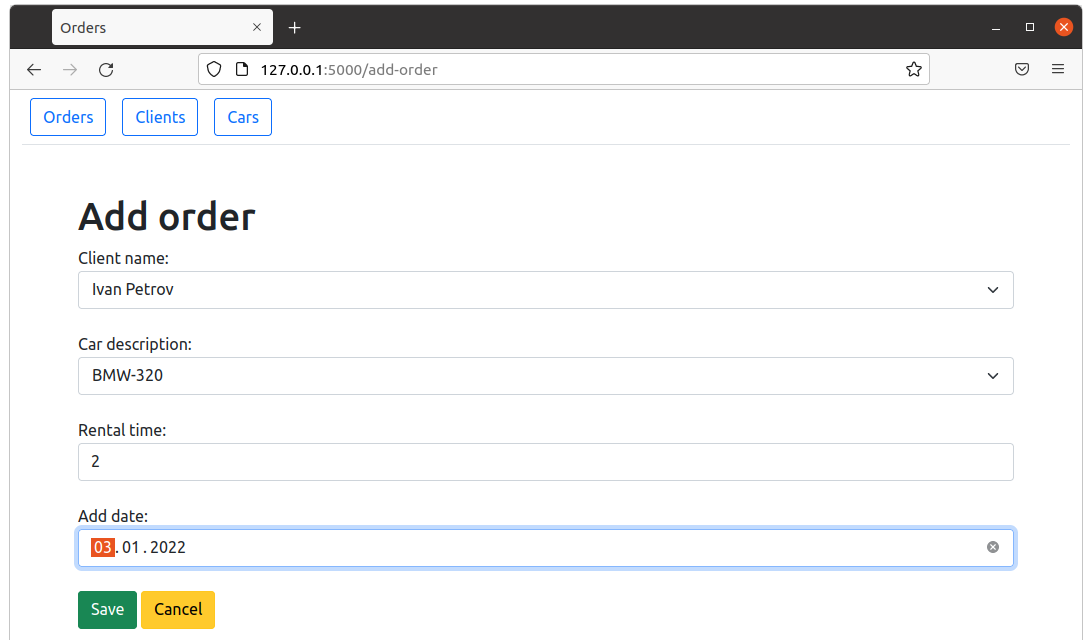 Orders
127.0.0.1:5000/add-order
Orders Clients Cars
Add order
Client name:
Ivan Petrov
Car description:
BMW-320
Rental time:
2
Add date:
03.01.2022
Save Cancel